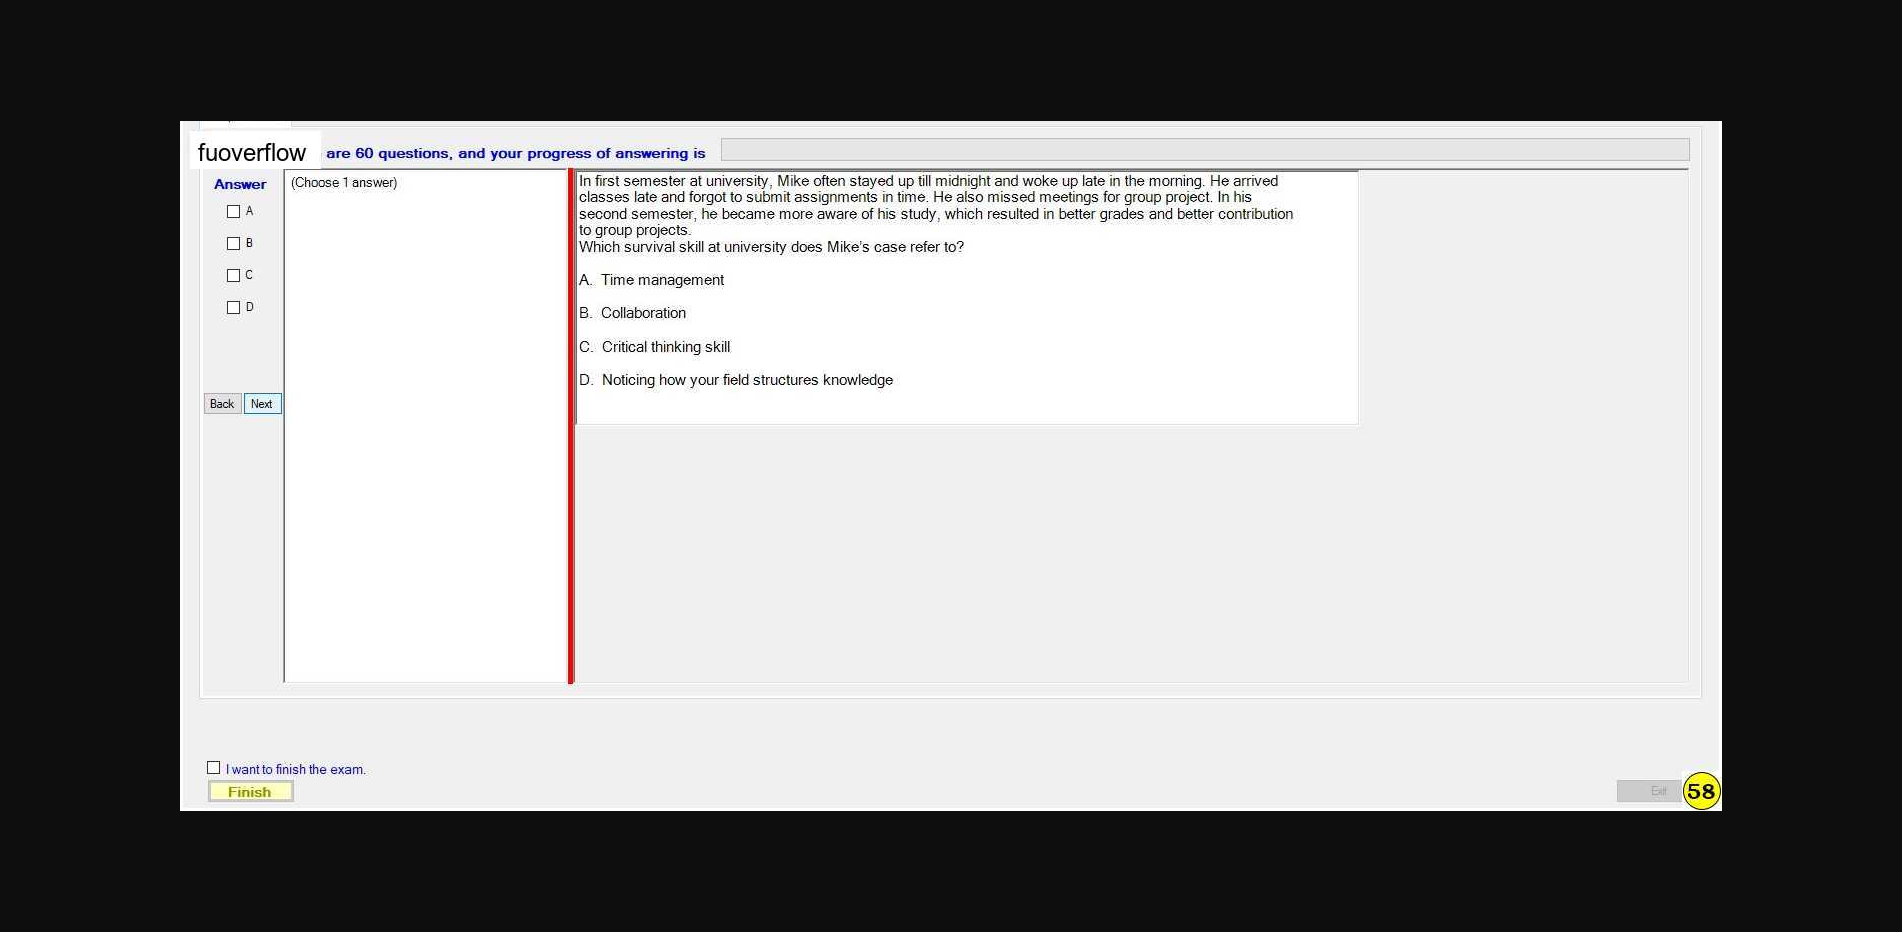 fuoverflow are 60 questions, and your progress of answering is
Answer
(Choose 1 answer)
A
B
C
D
Back Next
In first semester at university, Mike often stayed up till midnight and woke up late in the morning. He arrived
classes late and forgot to submit assignments in time. He also missed meetings for group project. In his
second semester, he became more aware of his study, which resulted in better grades and better contribution
to group projects.
Which survival skill at university does Mike's case refer to?
A. Time management
B. Collaboration
C. Critical thinking skill
D. Noticing how your field structures knowledge
I want to finish the exam.
Finish
Exit
58